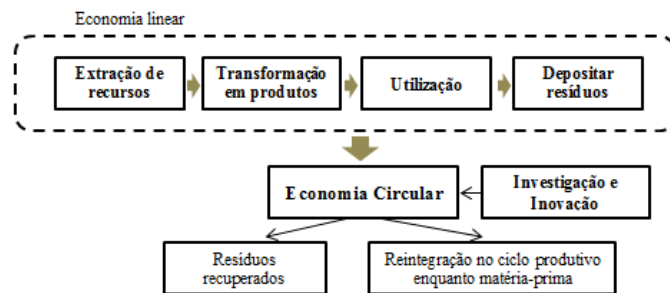 Economia linear
Extração de
recursos
Transformação
em produtos
Utilização
Depositar
resíduos
Economia Circular
Investigação e
Inovação
Resíduos
recuperados
Reintegração no ciclo produtivo
enquanto matéria-prima